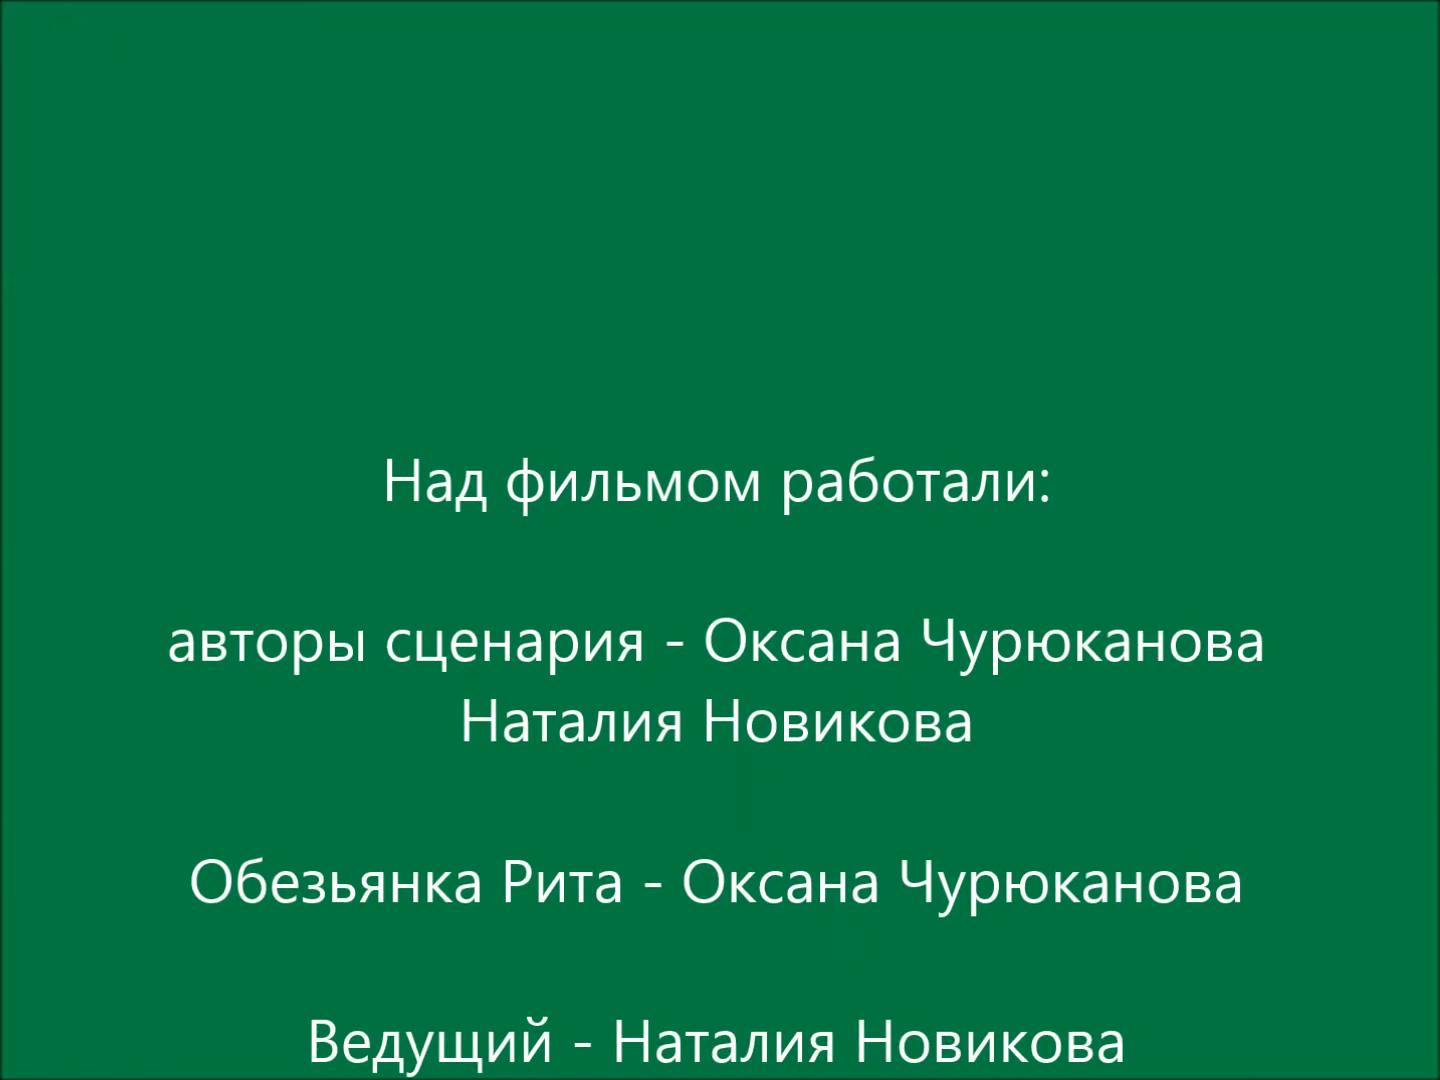 Над фильмом работали:
авторы сценария - Оксана Чурюканова
Наталия Новикова
Обезьянка Рита - Оксана Чурюканова
Ведущий - Наталия Новикова